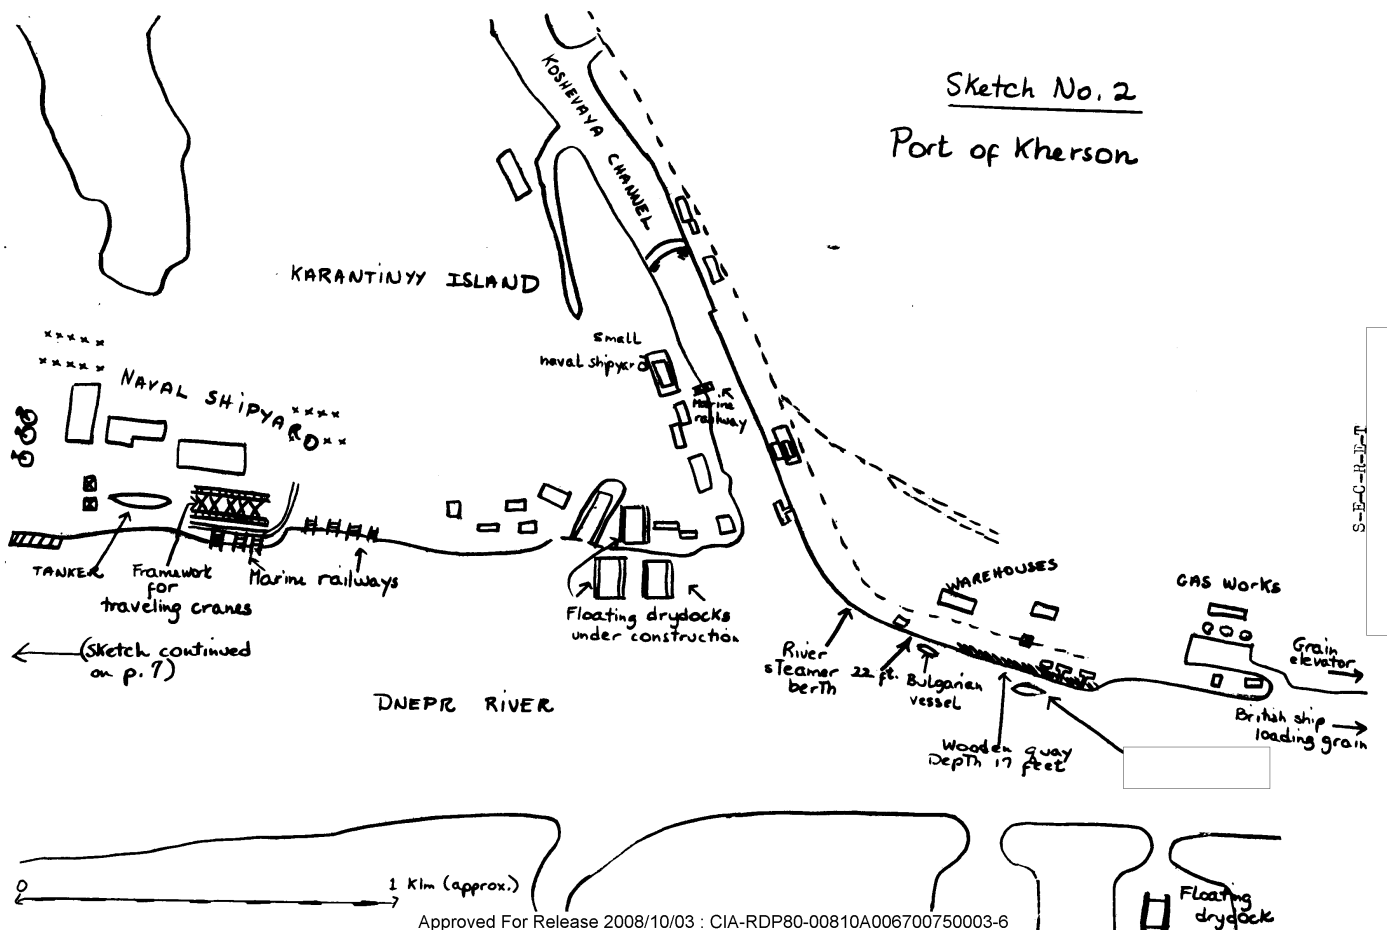 Sketch No. 2
Port of Kherson
KOSHEVAYA CHANNEL
KARANTINYY ISLAND
small
naval shipyard
Marine
railway
NAVAL SHIPYARD
S-E-C-R-E-T
TANKER
Framework
for
traveling cranes
Marine railways
Floating drydocks
under construction
(Sketch continued
on p. 7)
WAREHOUSES
GAS WORKS
Grain
elevator
River
steamer
berth
22 ft.
Bulgarian
vessel
British ship
loading grain
Wooden quay
Depth 17 feet
DNEPR RIVER
0
1 Klm (approx.)
Floating
drydock
Approved For Release 2008/10/03 : CIA-RDP80-00810A006700750003-6